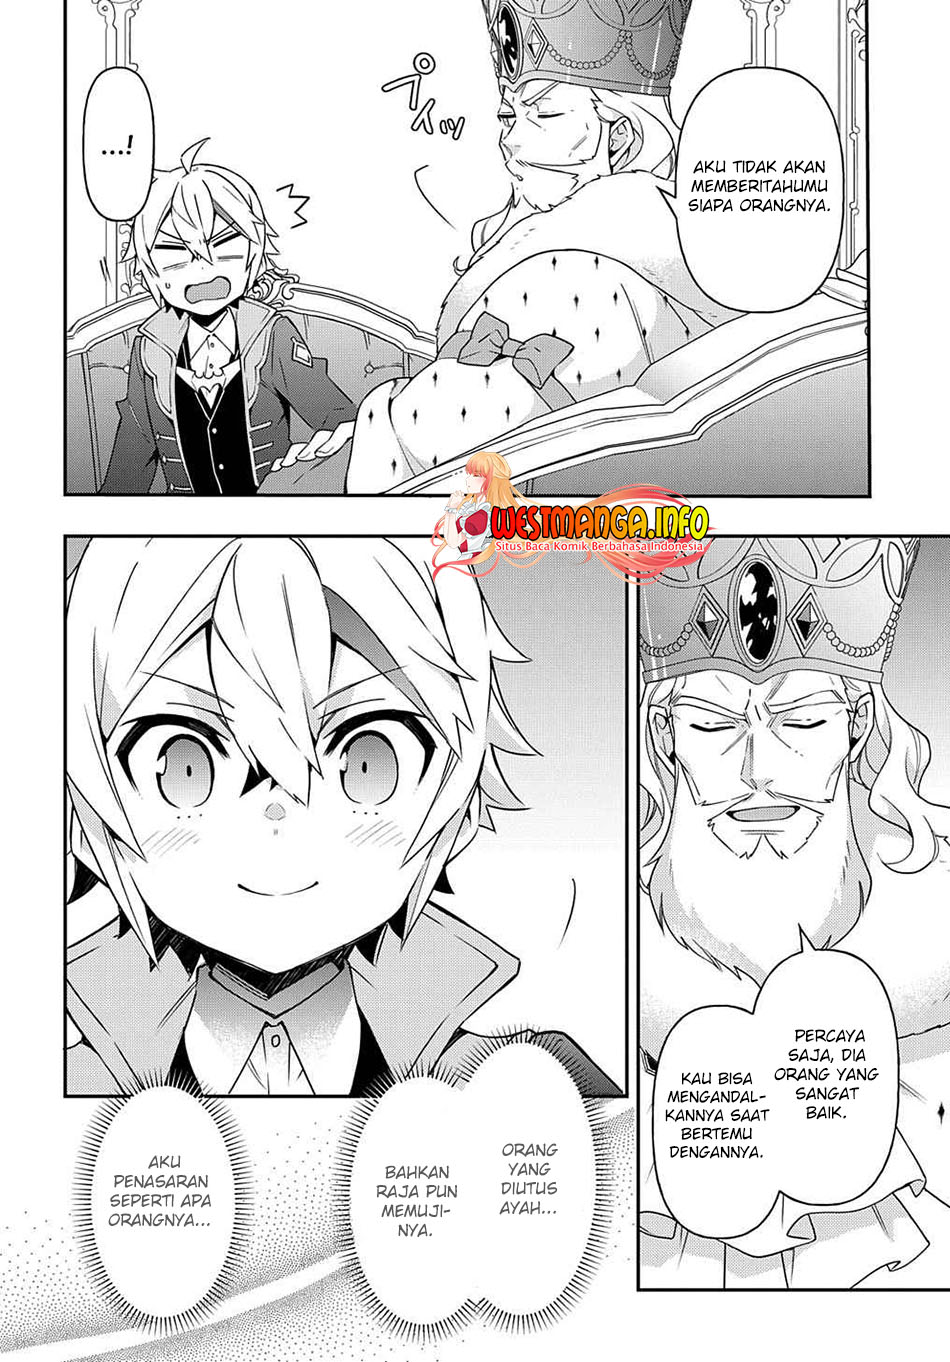 AKU TIDAK AKAN
MEMBERITAHUMU
SIAPA ORANGNYA.
ペイッ
...!
WESTMANGA.INFO
Situs Baca Komik Berbahasa Indonesia
PERCAYA
SAJA, DIA
ORANG YANG
SANGAT
BAIK.
KAU BISA
MENGANDAL-
KANNYA SAAT
BERTEMU
DENGANNYA.
ORANG
YANG
DIUTUS
AYAH...
BAHKAN
RAJA PUN
MEMUJI-
NYA.
AKU
PENASARAN
SEPERTI APA
ORANGNYA...